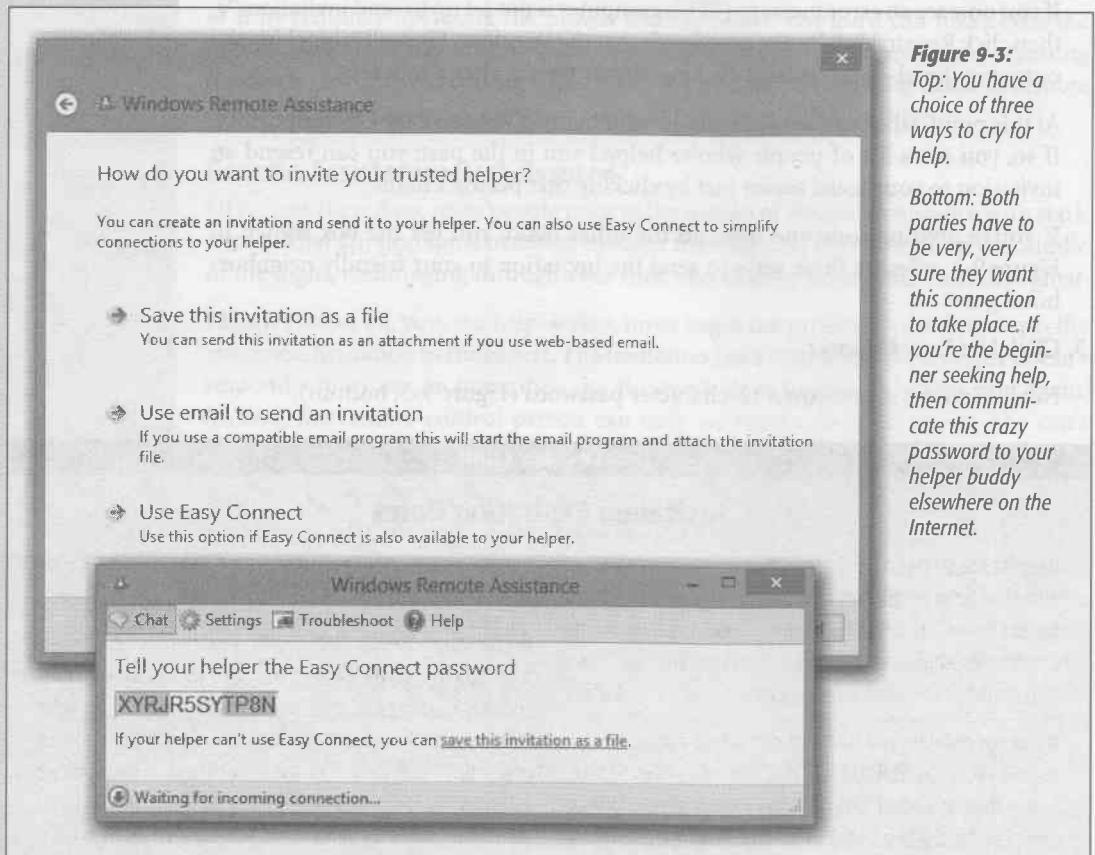 Windows Remote Assistance
How do you want to invite your trusted helper?
You can create an invitation and send it to your helper. You can also use Easy Connect to simplify
connections to your helper.
Save this invitation as a file
You can send this invitation as an attachment if you use web-based email.
Use email to send an invitation
If you use a compatible email program this will start the email program and attach the invitation
file.
Use Easy Connect
Use this option if Easy Connect is also available to your helper.
Windows Remote Assistance
Chat Settings Troubleshoot Help
Tell your helper the Easy Connect password
XYRJR5SYTP8N
If your helper can't use Easy Connect, you can save this invitation as a file.
Waiting for incoming connection...
Figure 9-3:
Top: You have a
choice of three
ways to cry for
help.
Bottom: Both
parties have to
be very, very
sure they want
this connection
to take place. If
you're the begin-
ner seeking help,
then communi-
cate this crazy
password to your
helper buddy
elsewhere on the
Internet.